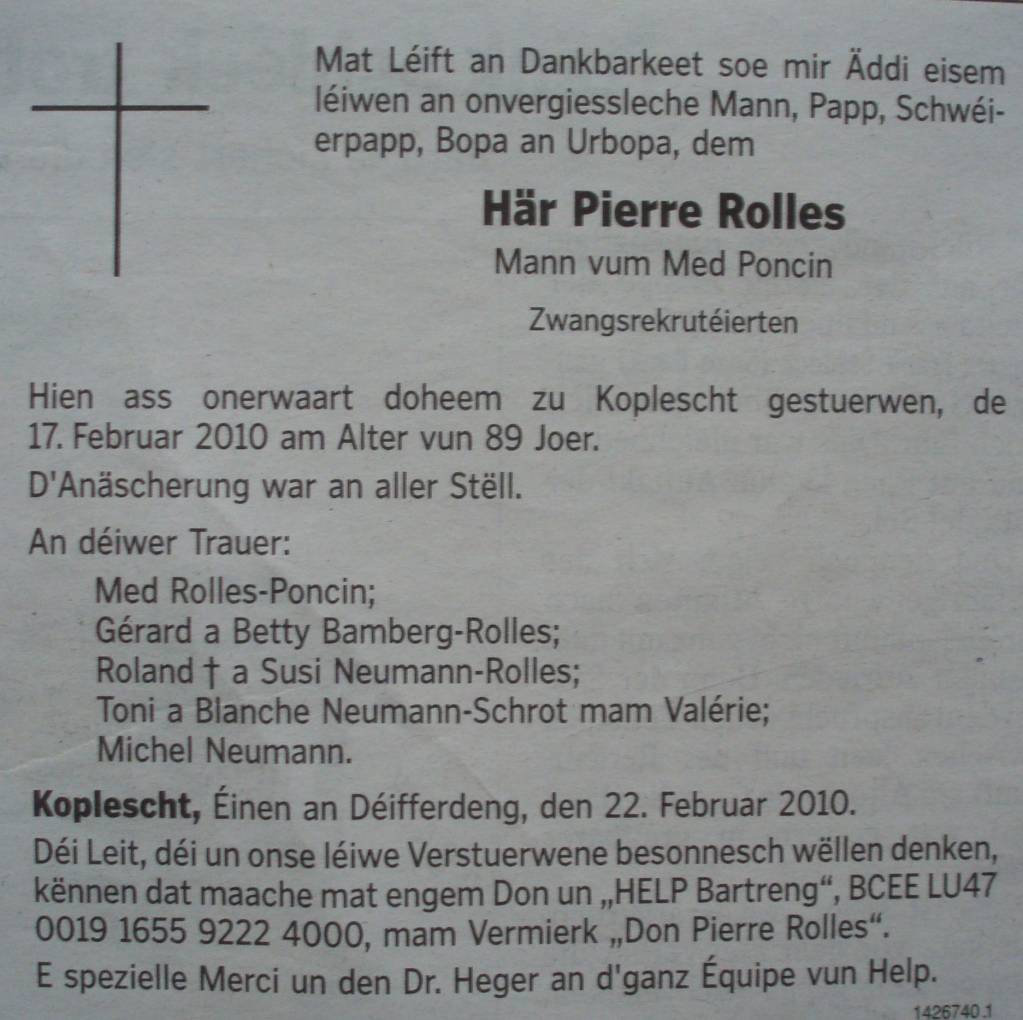 Mat Léift an Dankbarkeet soe mir Äddi eisem
léiwen an onvergiessleche Mann, Papp, Schwéi-
erpapp, Bopa an Urbopa, dem
Här Pierre Rolles
Mann vum Med Poncin
Zwangsrekrutéierten
Hien ass onerwaart doheem zu Koplescht gestuerwen, de
17. Februar 2010 am Alter vun 89 Joer.
D'Anäscherung war an aller Stëll.
An déiwer Trauer:
Med Rolles-Poncin;
Gérard a Betty Bamberg-Rolles;
Roland † a Susi Neumann-Rolles;
Toni a Blanche Neumann-Schrot mam Valérie;
Michel Neumann.
Koplescht, Éinen an Déifferdeng, den 22. Februar 2010.
Déi Leit, déi un onse léiwe Verstuerwene besonnesch wëllen denken,
kënnen dat maache mat engem Don un „HELP Bartreng“, BCEE LU47
0019 1655 9222 4000, mam Vermierk „Don Pierre Rolles“.
E spezielle Merci un den Dr. Heger an d'ganz Équipe vun Help.
1426740.1